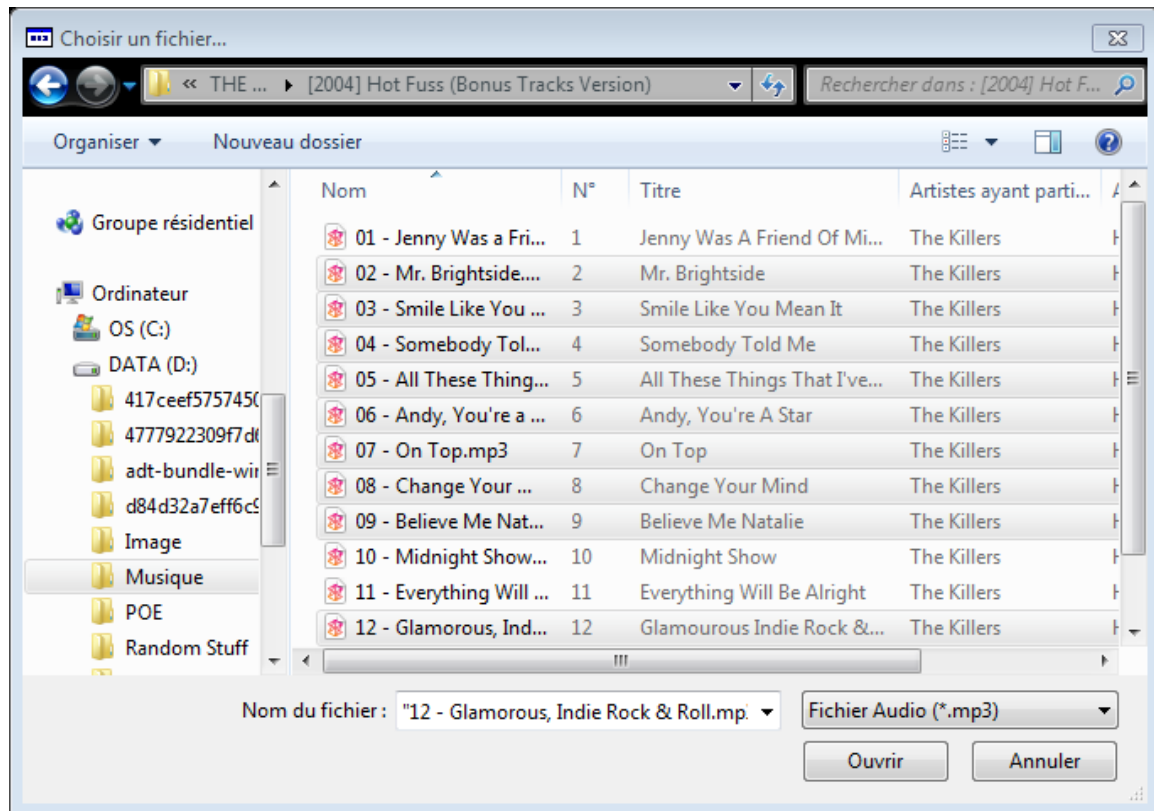 Choisir un fichier...
« THE ... ▸ [2004] Hot Fuss (Bonus Tracks Version) Rechercher dans : [2004] Hot F...
Organiser Nouveau dossier
Nom N° Titre Artistes ayant parti...
01 - Jenny Was a Fri... 1 Jenny Was A Friend Of Mi... The Killers
02 - Mr. Brightside.... 2 Mr. Brightside The Killers
03 - Smile Like You ... 3 Smile Like You Mean It The Killers
04 - Somebody Tol... 4 Somebody Told Me The Killers
05 - All These Thing... 5 All These Things That I've... The Killers
06 - Andy, You're a ... 6 Andy, You're A Star The Killers
07 - On Top.mp3 7 On Top The Killers
08 - Change Your ... 8 Change Your Mind The Killers
09 - Believe Me Nat... 9 Believe Me Natalie The Killers
10 - Midnight Show... 10 Midnight Show The Killers
11 - Everything Will ... 11 Everything Will Be Alright The Killers
12 - Glamorous, Ind... 12 Glamourous Indie Rock &... The Killers
Groupe résidentiel
Ordinateur
OS (C:)
DATA (D:)
417ceef575745
4777922309f7d
adt-bundle-wi
d84d32a7eff6c
Image
Musique
POE
Random Stuff
Nom du fichier : "12 - Glamorous, Indie Rock & Roll.mp Fichier Audio (*.mp3)
Ouvrir Annuler